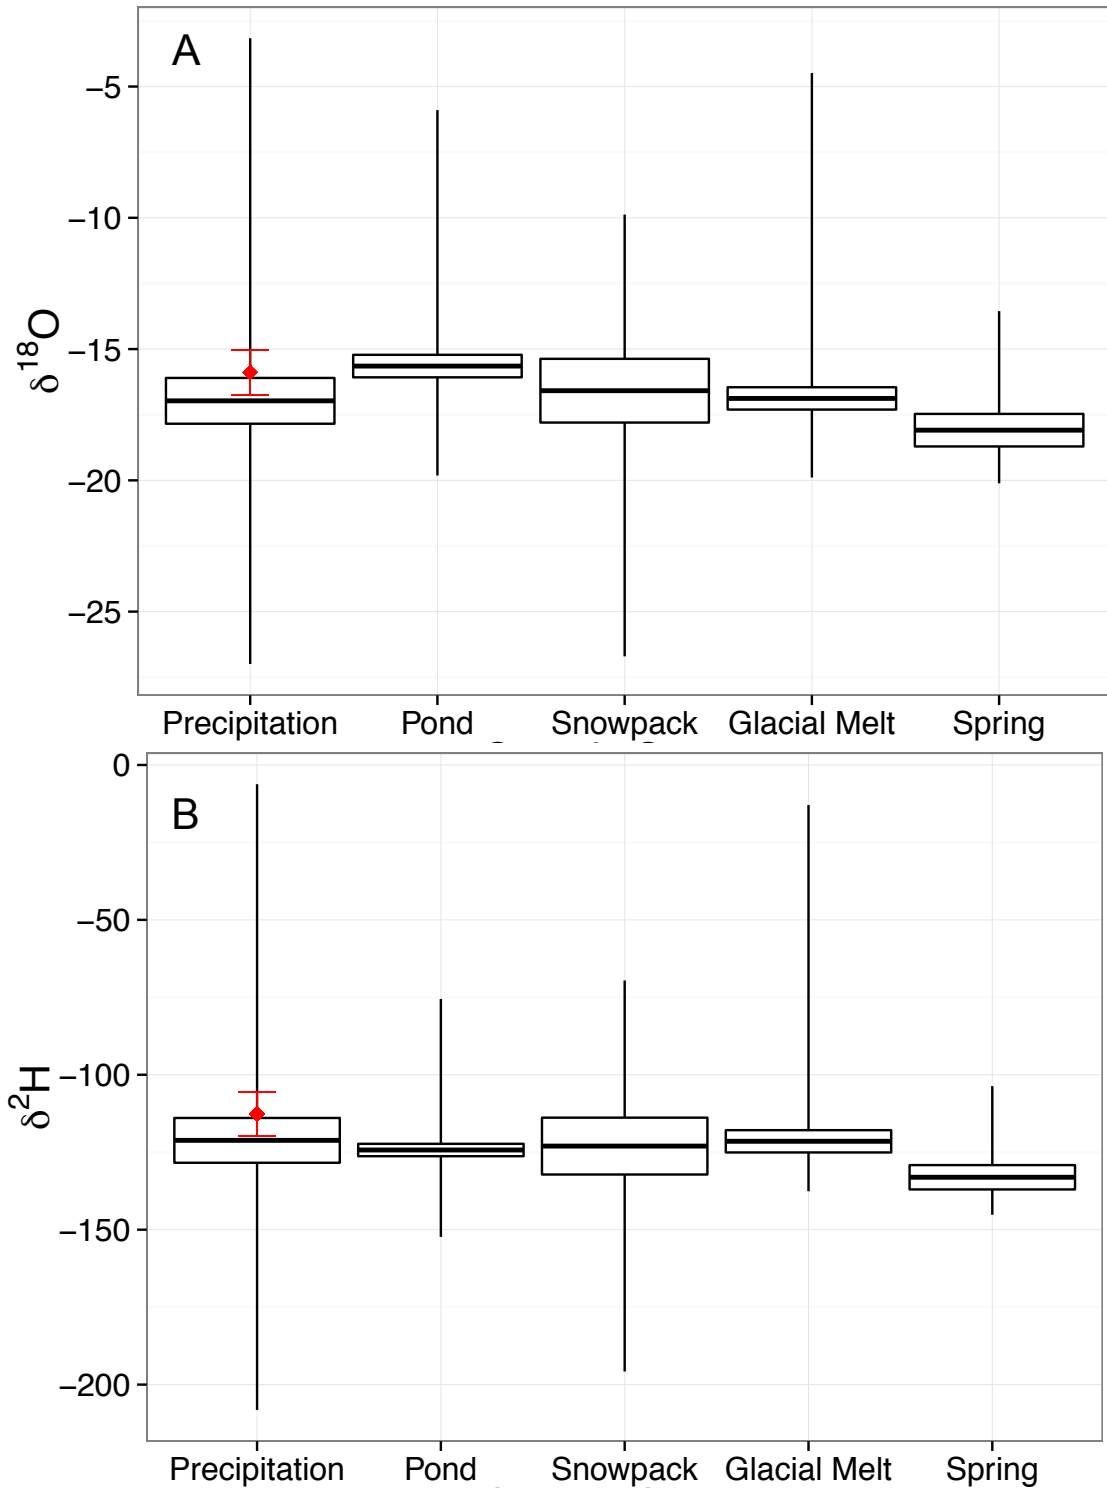 A
−5
−10
−15
−20
−25
δ ¹⁸O
Precipitation Pond Snowpack Glacial Melt Spring
B
0
−50
−100
−150
−200
δ²H
Precipitation Pond Snowpack Glacial Melt Spring